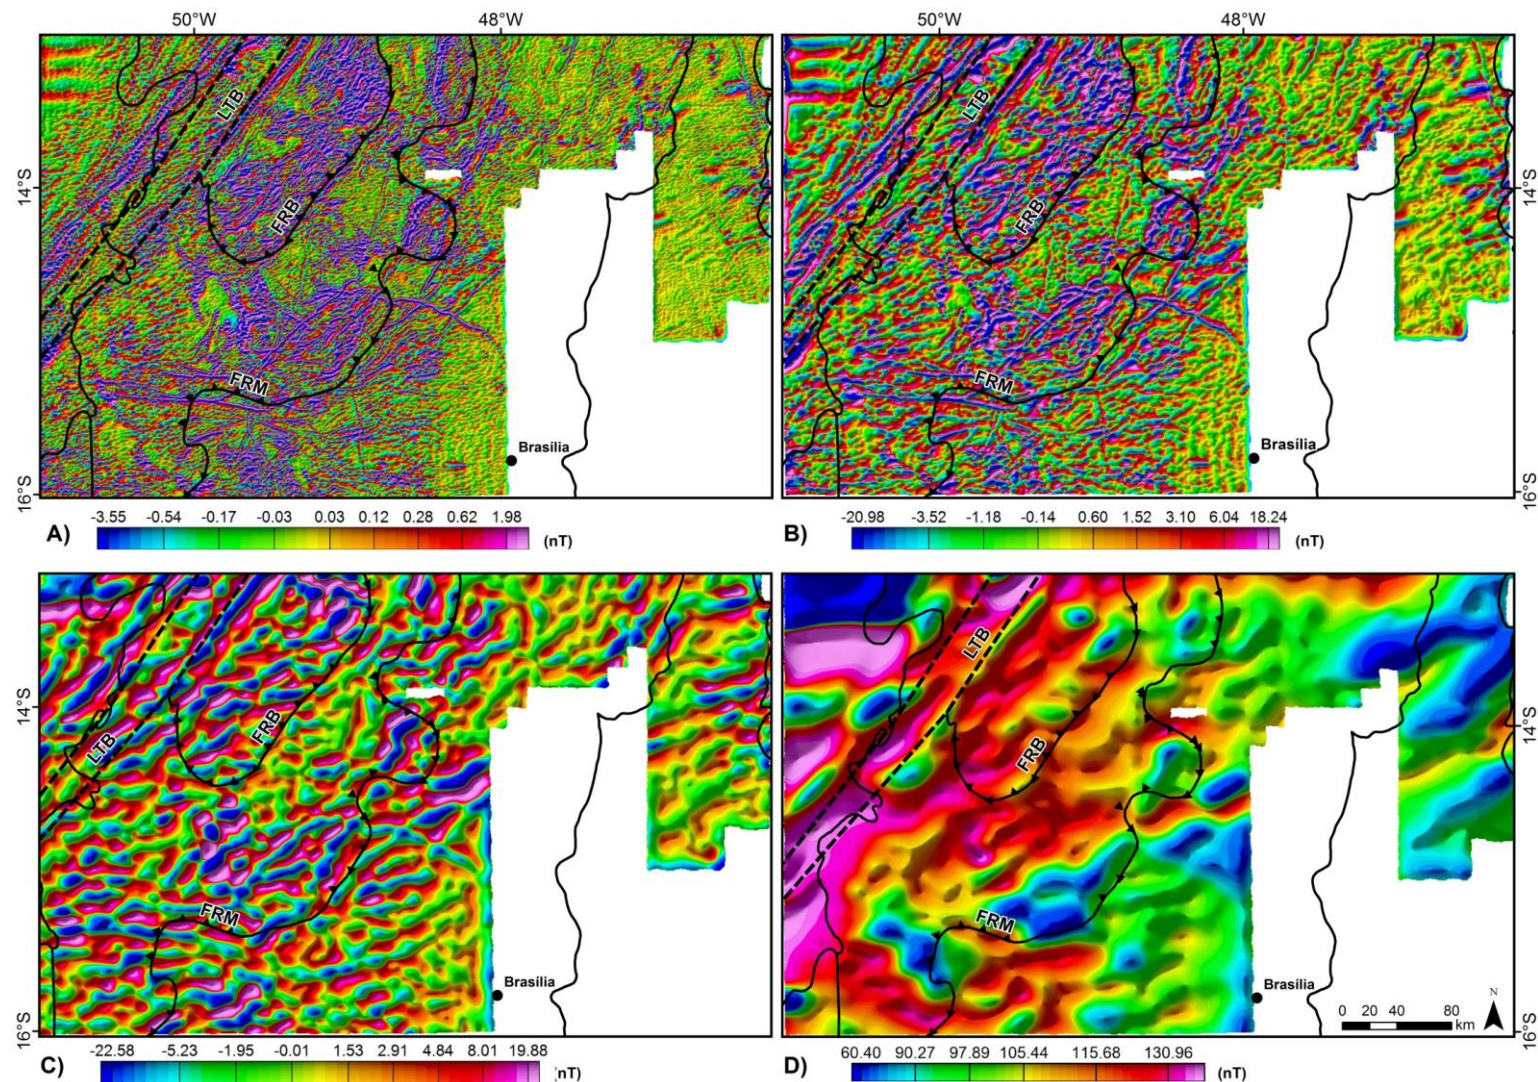 50°W 48°W 50°W 48°W
14°S
16°S
LTB
FRB
FRM
Brasília
LTB
FRB
FRM
Brasília
14°S
16°S
-3.55 -0.54 -0.17 -0.03 0.03 0.12 0.28 0.62 1.98
A) (nT)
-20.98 -3.52 -1.18 -0.14 0.60 1.52 3.10 6.04 18.24
B) (nT)
14°S
16°S
LTB
FRB
FRM
Brasília
LTB
FRB
FRM
Brasília
N
0 20 40 80
km
14°S
16°S
-22.58 -5.23 -1.95 -0.01 1.53 2.91 4.84 8.01 19.88
C) (nT)
60.40 90.27 97.89 105.44 115.68 130.96
D) (nT)